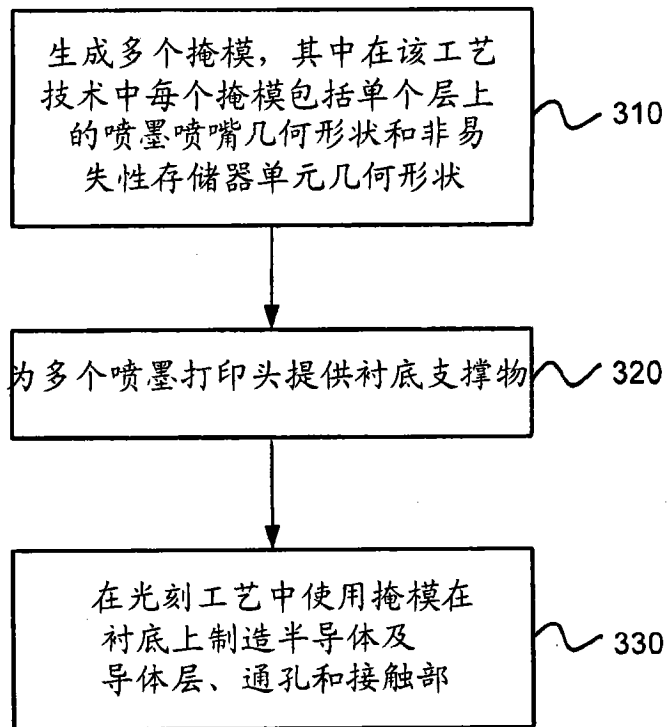 生成多个掩模，其中在该工艺
技术中每个掩模包括单个层上
的喷墨喷嘴几何形状和非易
失性存储器单元几何形状
310
为多个喷墨打印头提供衬底支撑物
320
在光刻工艺中使用掩模在
衬底上制造半导体及
导体层、通孔和接触部
330